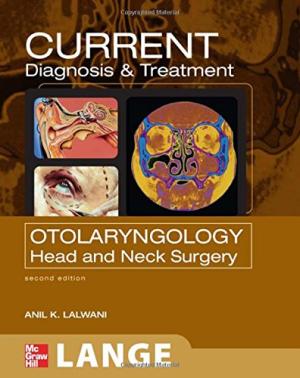 CURRENT
Diagnosis & Treatment
OTOLARYNGOLOGY
Head and Neck Surgery
second edition
ANIL K. LALWANI
Mc
Graw
Hill
LANGE